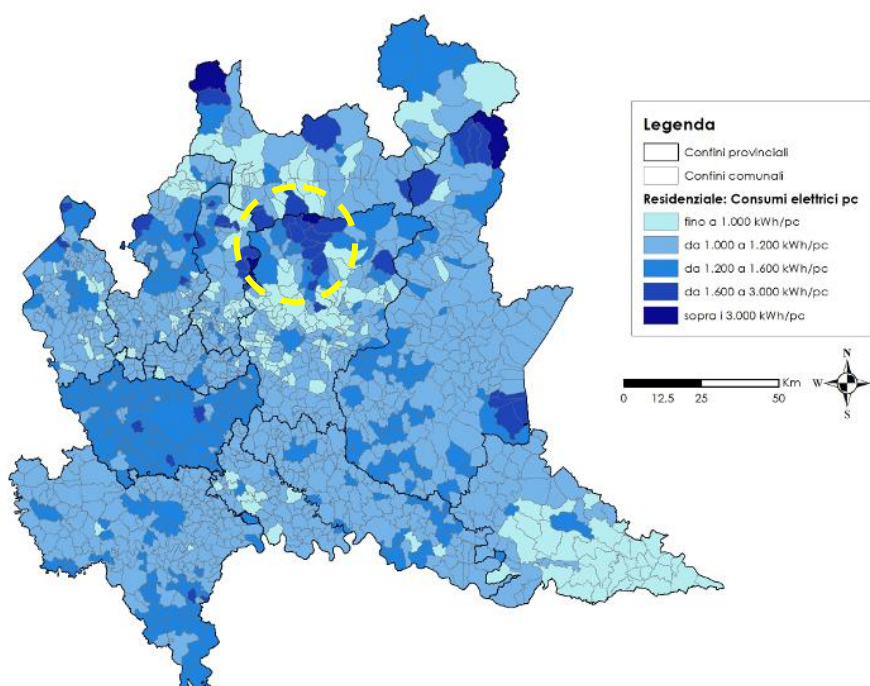 Legenda
Confini provinciali
Confini comunali
Residenziale: Consumi elettrici pc
fino a 1.000 kWh/pc
da 1.000 a 1.200 kWh/pc
da 1.200 a 1.600 kWh/pc
da 1.600 a 3.000 kWh/pc
sopra i 3.000 kWh/pc
N
W E
S
Km
0 12.5 25 50